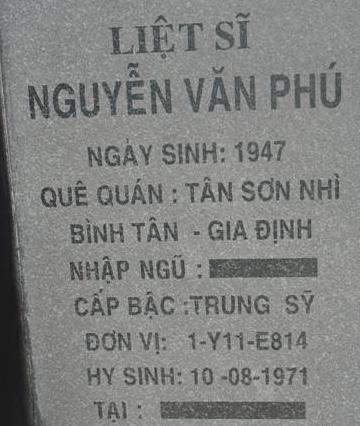 LIỆT SĨ
NGUYỄN VĂN PHÚ
NGÀY SINH: 1947
QUÊ QUÁN : TÂN SƠN NHÌ
BÌNH TÂN - GIA ĐỊNH
NHẬP NGŨ :
CẤP BẬC :TRUNG SỸ
ĐƠN VỊ: 1-Y11-E814
HY SINH: 10 -08-1971
TẠI :